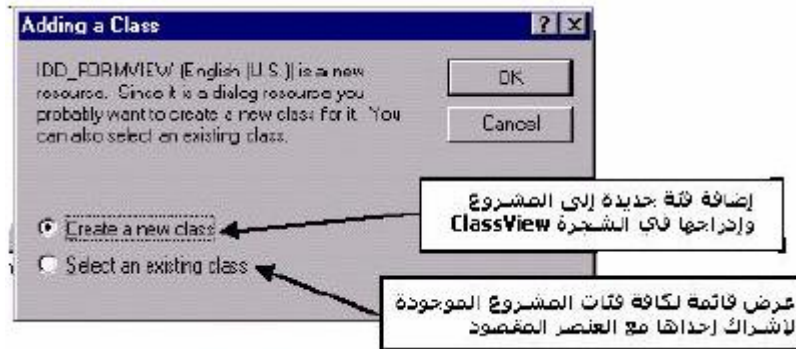 Adding a Class
IDD_FORMVIEW (English (U.S.)) is a new
resource. Since it is a dialog resource you
probably want to create a new class for it. You
can also select an existing class.
OK
Cancel
Create a new class
Select an existing class
إضافة فئة جديدة إلى المشروع
وإدراجها في الشجرة ClassView
عرض قائمة لكافة فئات المشروع الموجودة
لإشراك إحداها مع العنصر المقصود